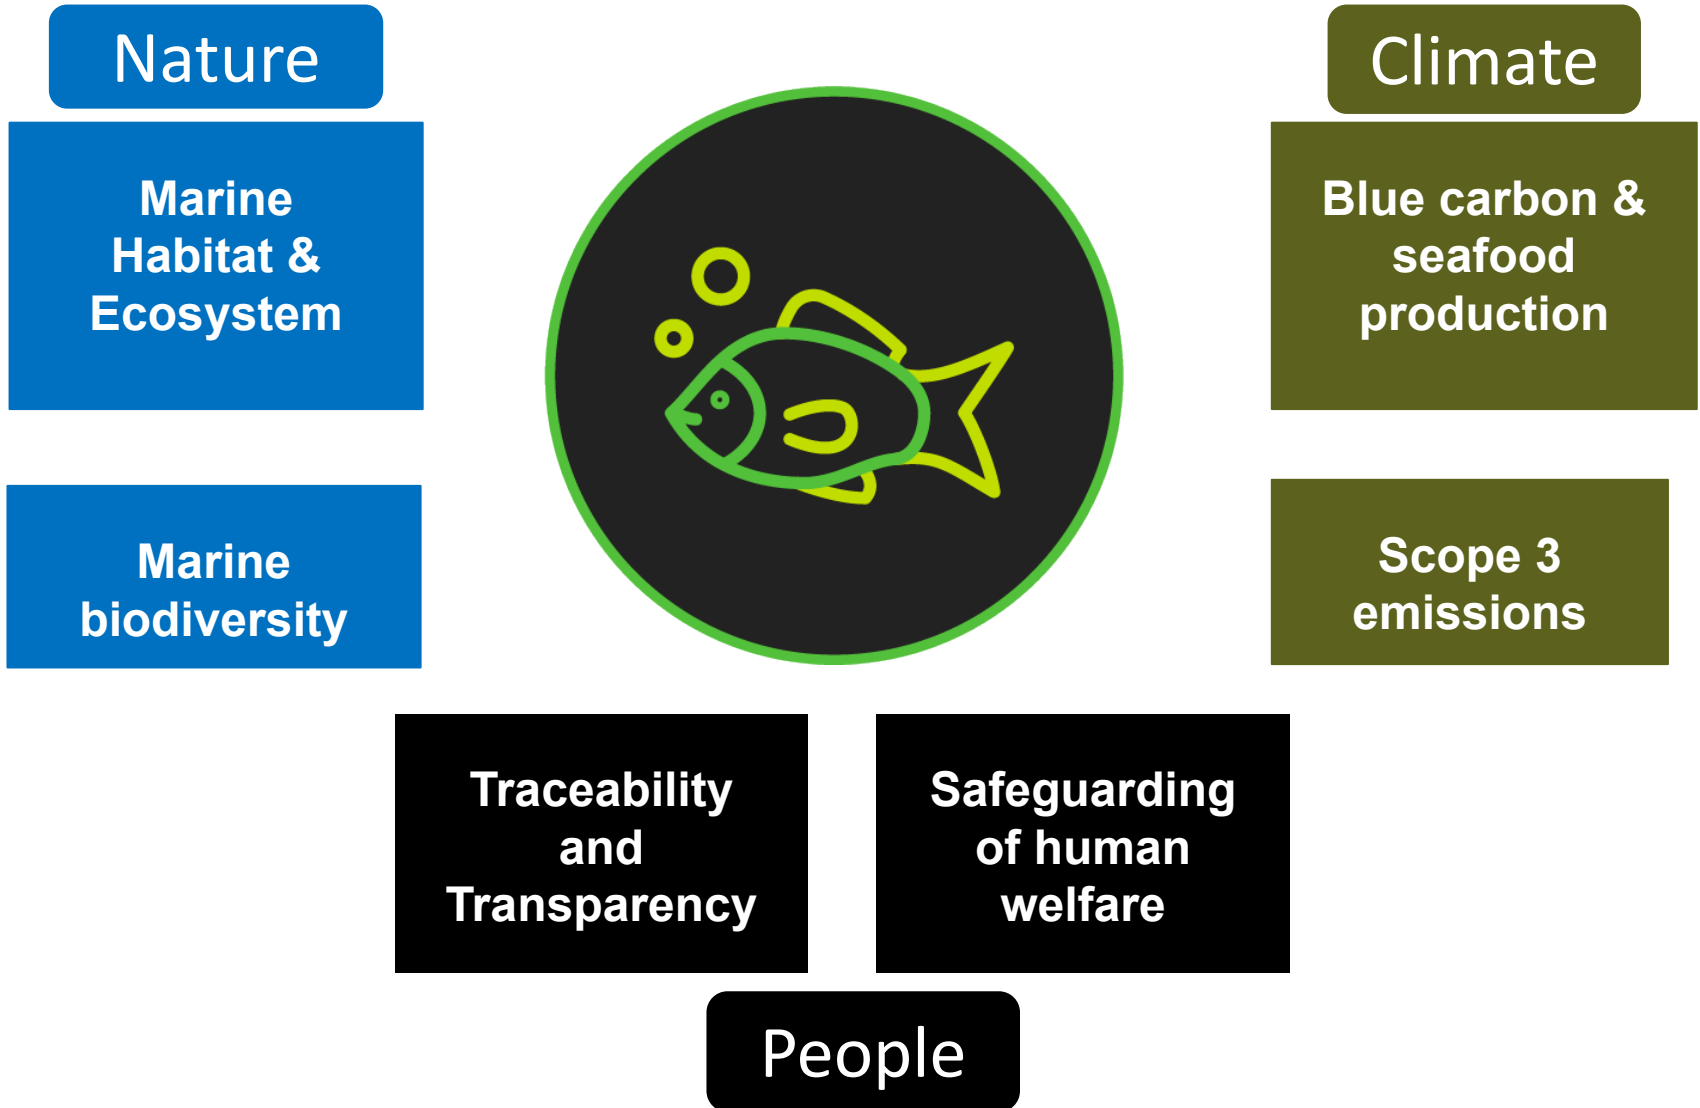 Nature
Marine
Habitat &
Ecosystem
Marine
biodiversity
Climate
Blue carbon &
seafood
production
Scope 3
emissions
Traceability
and
Transparency
Safeguarding
of human
welfare
People